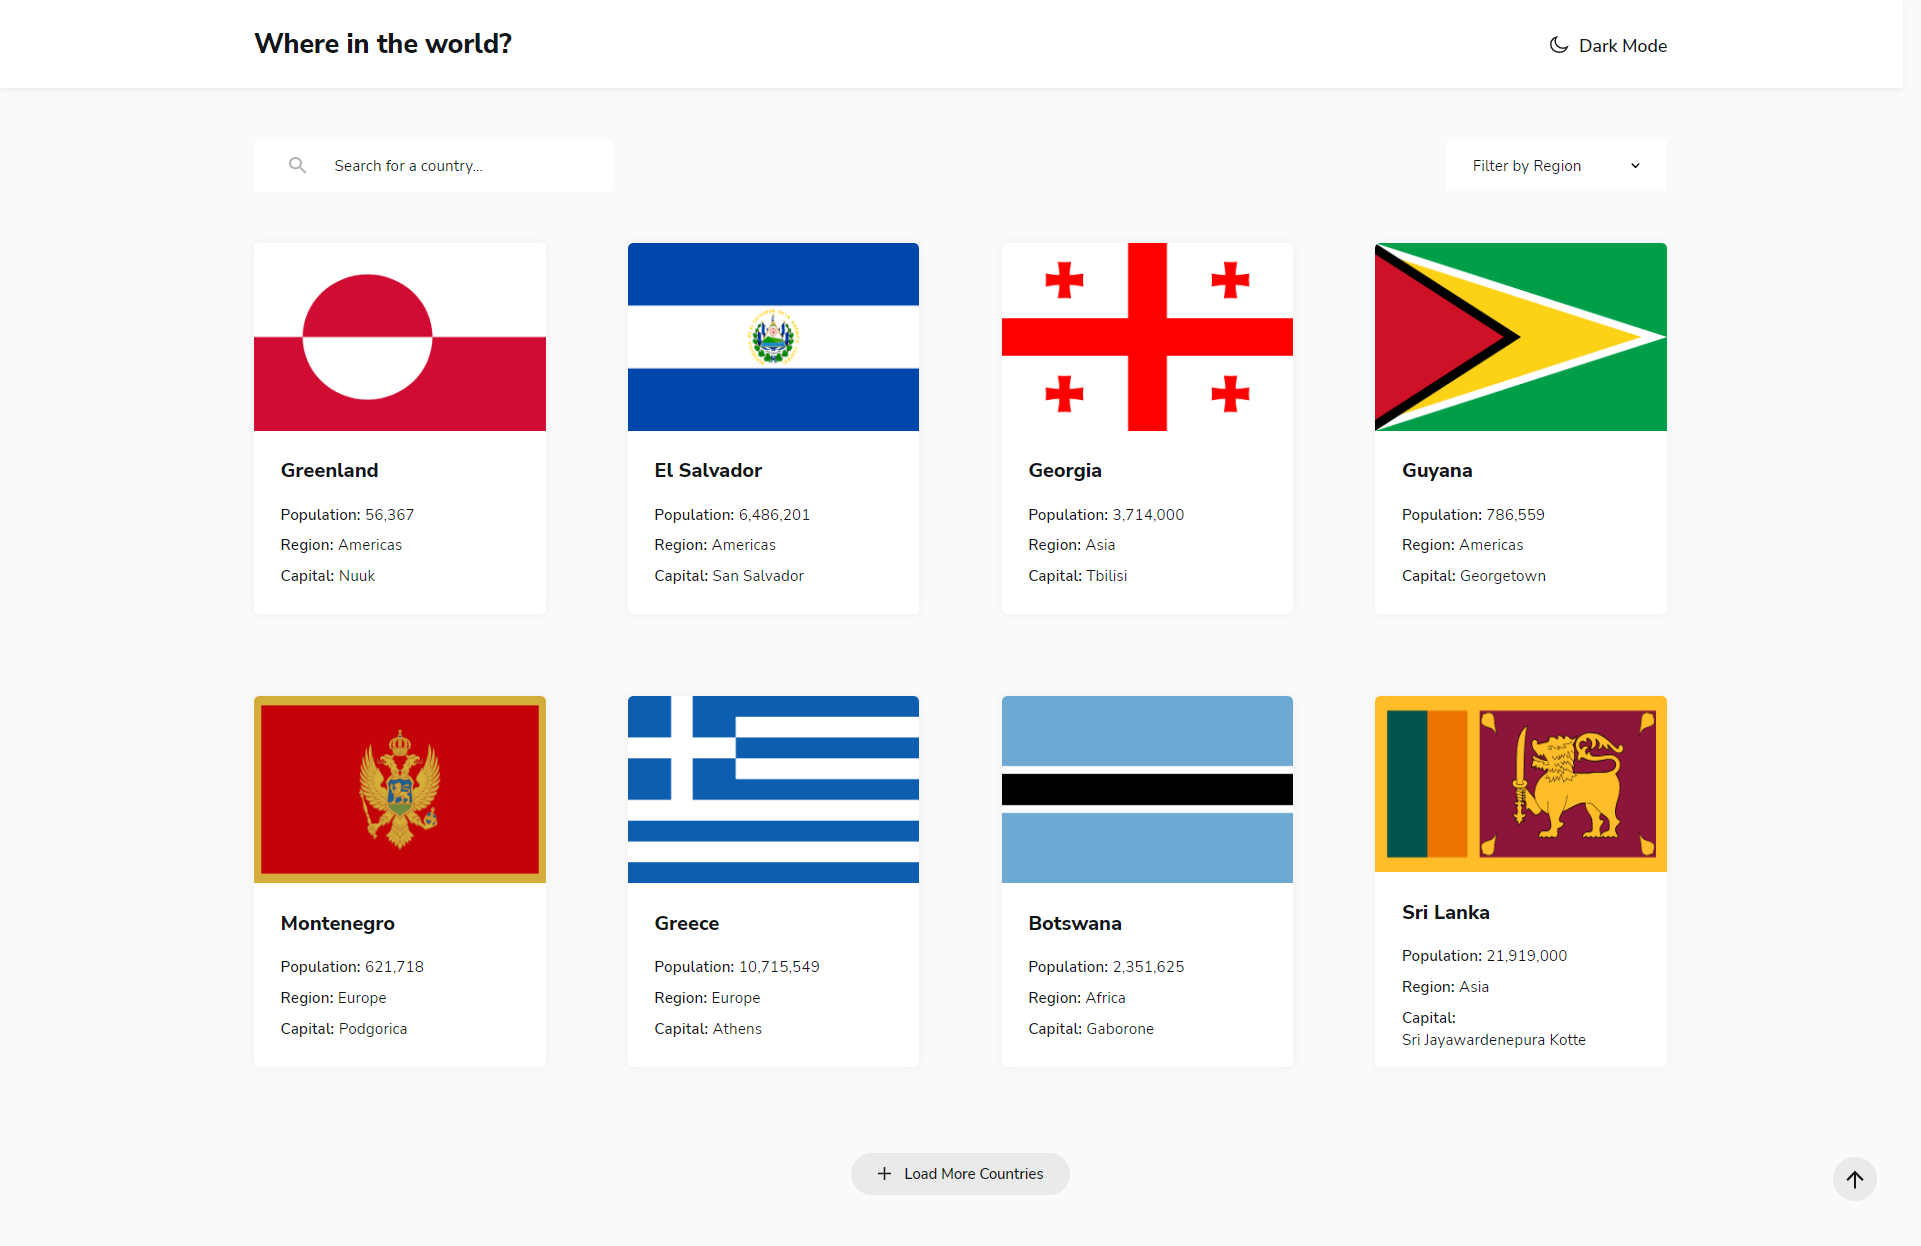 Where in the world?
Dark Mode
Search for a country...
Filter by Region
Greenland
Population: 56,367
Region: Americas
Capital: Nuuk
El Salvador
Population: 6,486,201
Region: Americas
Capital: San Salvador
Georgia
Population: 3,714,000
Region: Asia
Capital: Tbilisi
Guyana
Population: 786,559
Region: Americas
Capital: Georgetown
Montenegro
Population: 621,718
Region: Europe
Capital: Podgorica
Greece
Population: 10,715,549
Region: Europe
Capital: Athens
Botswana
Population: 2,351,625
Region: Africa
Capital: Gaborone
Sri Lanka
Population: 21,919,000
Region: Asia
Capital:
Sri Jayawardenepura Kotte
Load More Countries